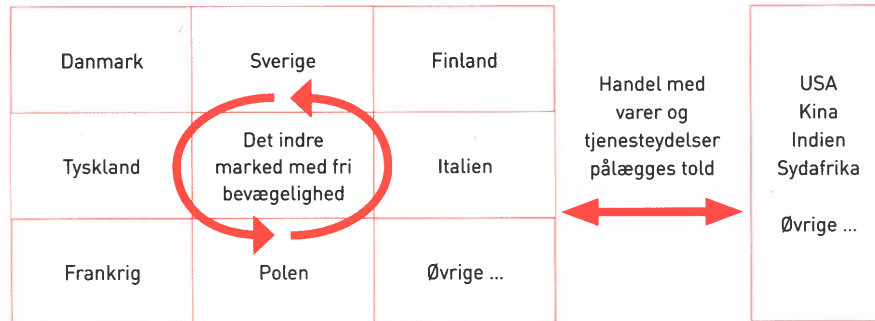 Danmark
Sverige
Finland
Tyskland
Det indre
marked med fri
bevægelighed
Italien
Frankrig
Polen
Øvrige ...
Handel med
varer og
tjenesteydelser
pålægges told
USA
Kina
Indien
Sydafrika
Øvrige ...